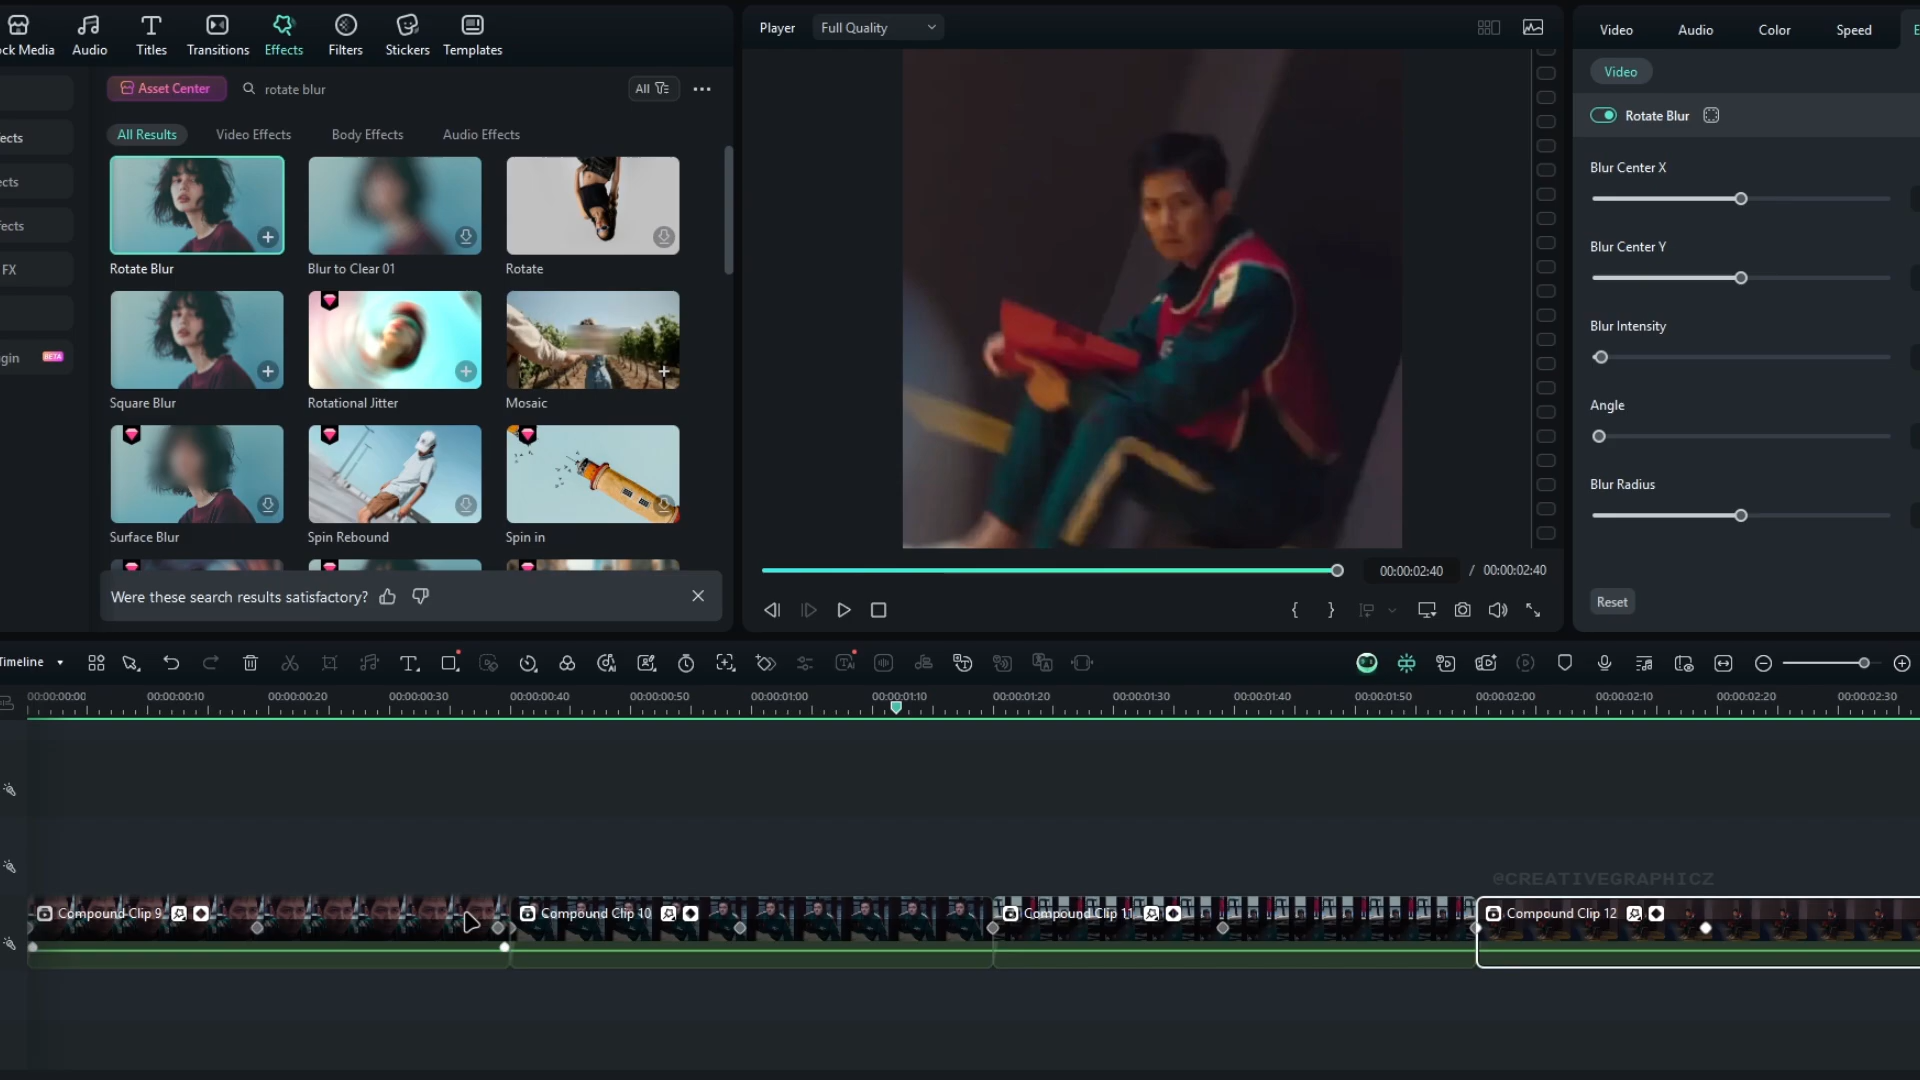 ock Media
Audio
Titles
Transitions
Effects
Filters
Stickers
Templates
Asset Center
rotate blur
All
ects
ects
ects
FX
gin
BETA
All Results
Video Effects
Body Effects
Audio Effects
Rotate Blur
Blur to Clear 01
Rotate
Square Blur
Rotational Jitter
Mosaic
Surface Blur
Spin Rebound
Spin in
Were these search results satisfactory?
Player
Full Quality
00:00:02:40 / 00:00:02:40
Video
Audio
Color
Speed
E
Video
Rotate Blur
Blur Center X
Blur Center Y
Blur Intensity
Angle
Blur Radius
Reset
Timeline
00:00:00:00
00:00:00:10
00:00:00:20
00:00:00:30
00:00:00:40
00:00:00:50
00:00:01:00
00:00:01:10
00:00:01:20
00:00:01:30
00:00:01:40
00:00:01:50
00:00:02:00
00:00:02:10
00:00:02:20
00:00:02:30
@CREATIVEGRAPHICZ
Compound Clip 9
Compound Clip 10
Compound Clip 11
Compound Clip 12